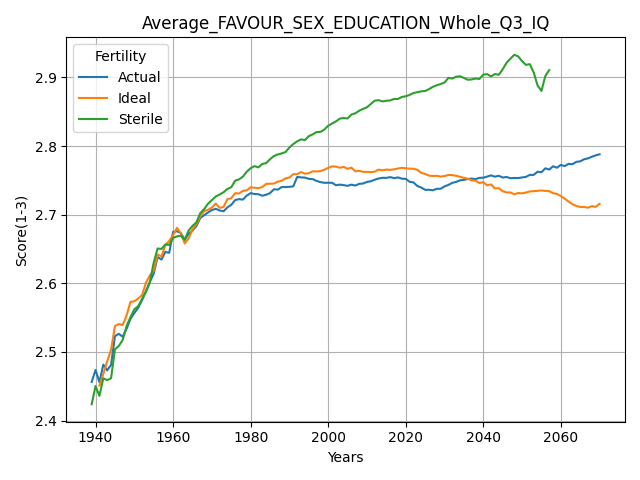 Average_FAVOUR_SEX_EDUCATION_Whole_Q3_IQ
Fertility
Actual
Ideal
Sterile
Score(1-3)
2.9
2.8
2.7
2.6
2.5
2.4
1940 1960 1980 2000 2020 2040 2060
Years